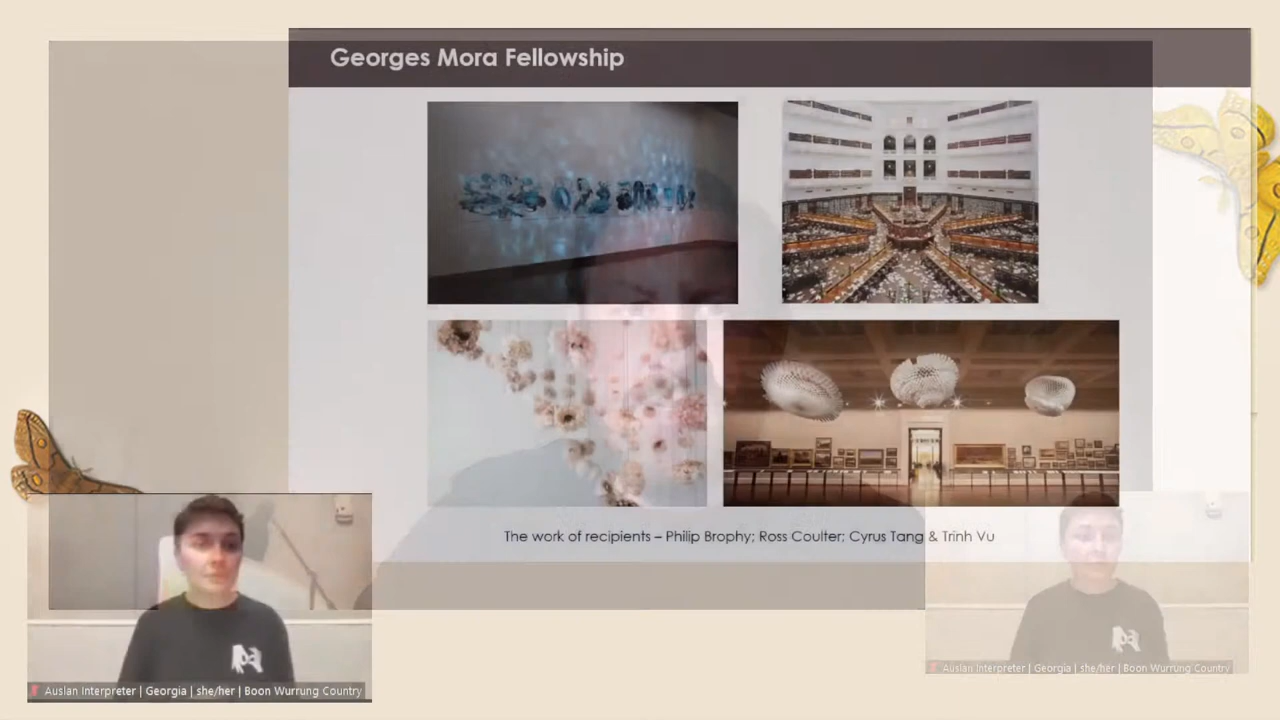 Georges Mora Fellowship
The work of recipients – Philip Brophy; Ross Coulter; Cyrus Tang & Trinh Vu
Auslan Interpreter | Georgia | she/her | Boon Wurrung Country
Auslan Interpreter | Georgia | she/her | Boon Wurrung Country